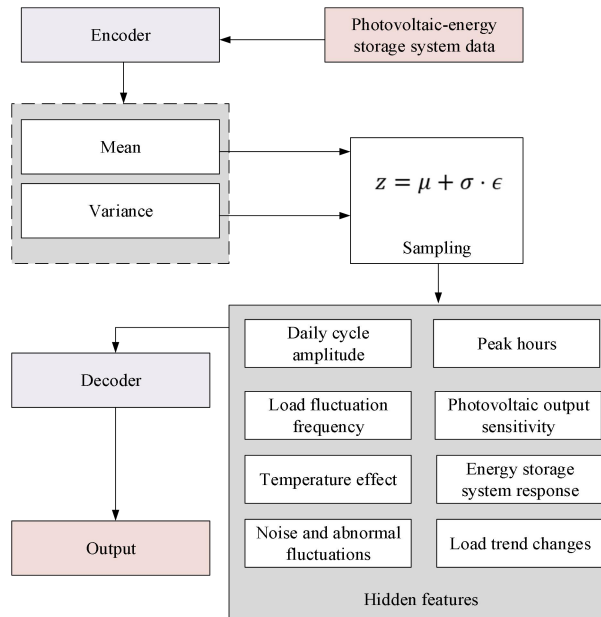 Encoder
Photovoltaic-energy
storage system data
Mean
Variance
z = μ + σ · ϵ
Sampling
Daily cycle
amplitude
Peak hours
Decoder
Load fluctuation
frequency
Photovoltaic output
sensitivity
Temperature effect
Energy storage
system response
Output
Noise and abnormal
fluctuations
Load trend changes
Hidden features